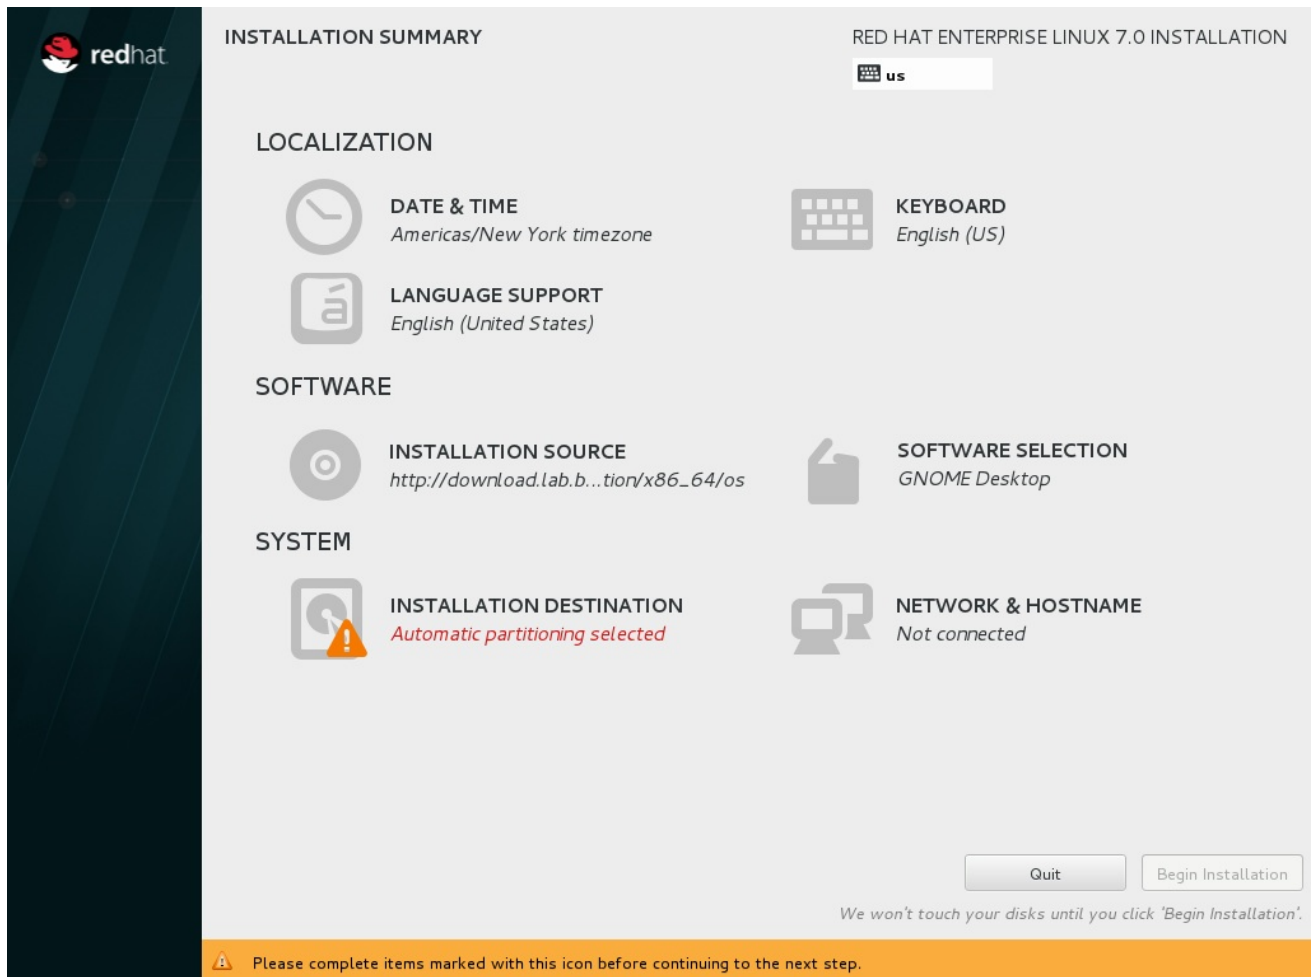 redhat
INSTALLATION SUMMARY
RED HAT ENTERPRISE LINUX 7.0 INSTALLATION
us
LOCALIZATION
DATE & TIME
Americas/New York timezone
KEYBOARD
English (US)
á
LANGUAGE SUPPORT
English (United States)
SOFTWARE
INSTALLATION SOURCE
http://download.lab.b...tion/x86_64/os
SOFTWARE SELECTION
GNOME Desktop
SYSTEM
INSTALLATION DESTINATION
Automatic partitioning selected
NETWORK & HOSTNAME
Not connected
Quit
Begin Installation
We won't touch your disks until you click 'Begin Installation'.
Please complete items marked with this icon before continuing to the next step.